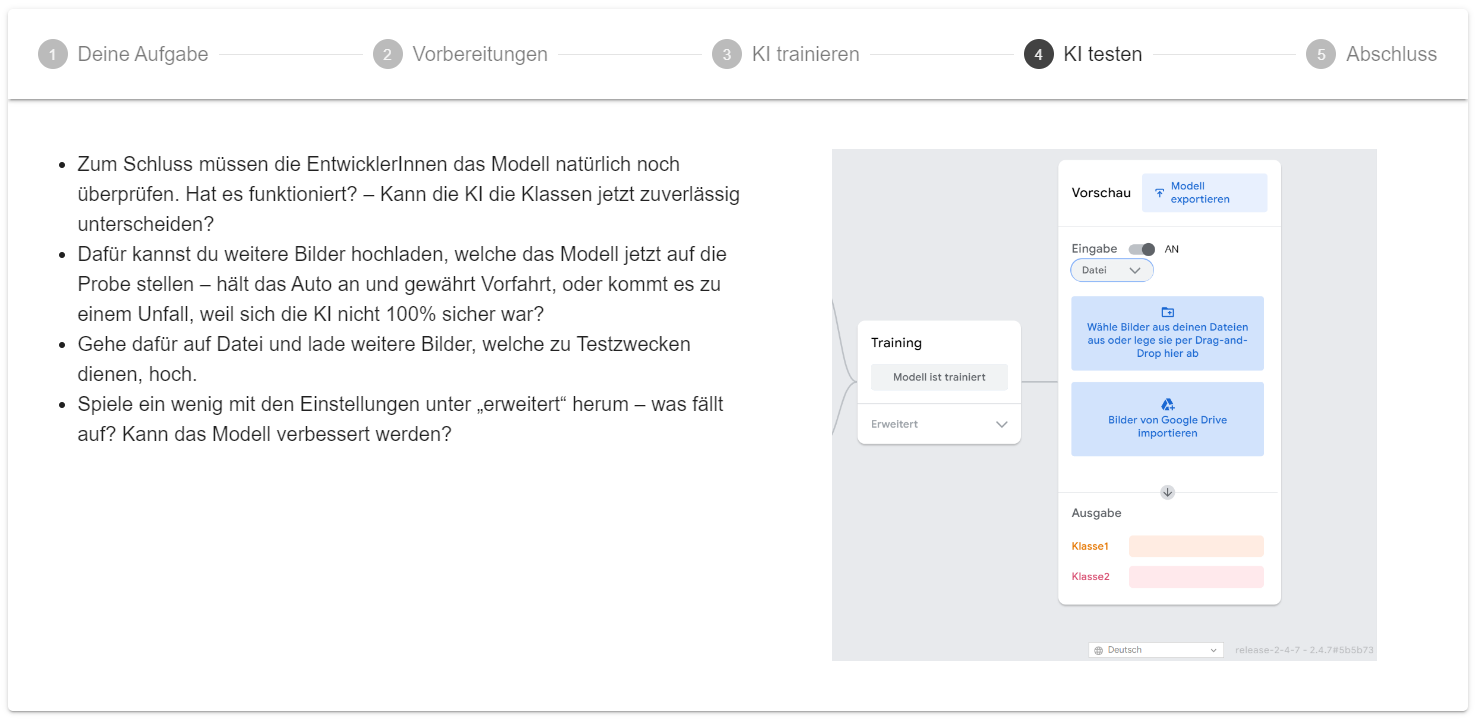 1 Deine Aufgabe 2 Vorbereitungen 3 KI trainieren 4 KI testen 5 Abschluss
• Zum Schluss müssen die EntwicklerInnen das Modell natürlich noch
überprüfen. Hat es funktioniert? – Kann die KI die Klassen jetzt zuverlässig
unterscheiden?
• Dafür kannst du weitere Bilder hochladen, welche das Modell jetzt auf die
Probe stellen – hält das Auto an und gewährt Vorfahrt, oder kommt es zu
einem Unfall, weil sich die KI nicht 100% sicher war?
• Gehe dafür auf Datei und lade weitere Bilder, welche zu Testzwecken
dienen, hoch.
• Spiele ein wenig mit den Einstellungen unter „erweitert“ herum – was fällt
auf? Kann das Modell verbessert werden?
Training
Modell ist trainiert
Erweitert
Vorschau
Modell
exportieren
Eingabe AN
Datei
Wähle Bilder aus deinen Dateien
aus oder lege sie per Drag-and-
Drop hier ab
Bilder von Google Drive
importieren
Ausgabe
Klasse1
Klasse2
Deutsch
release-2-4-7 - 2.4.7#5b5b73